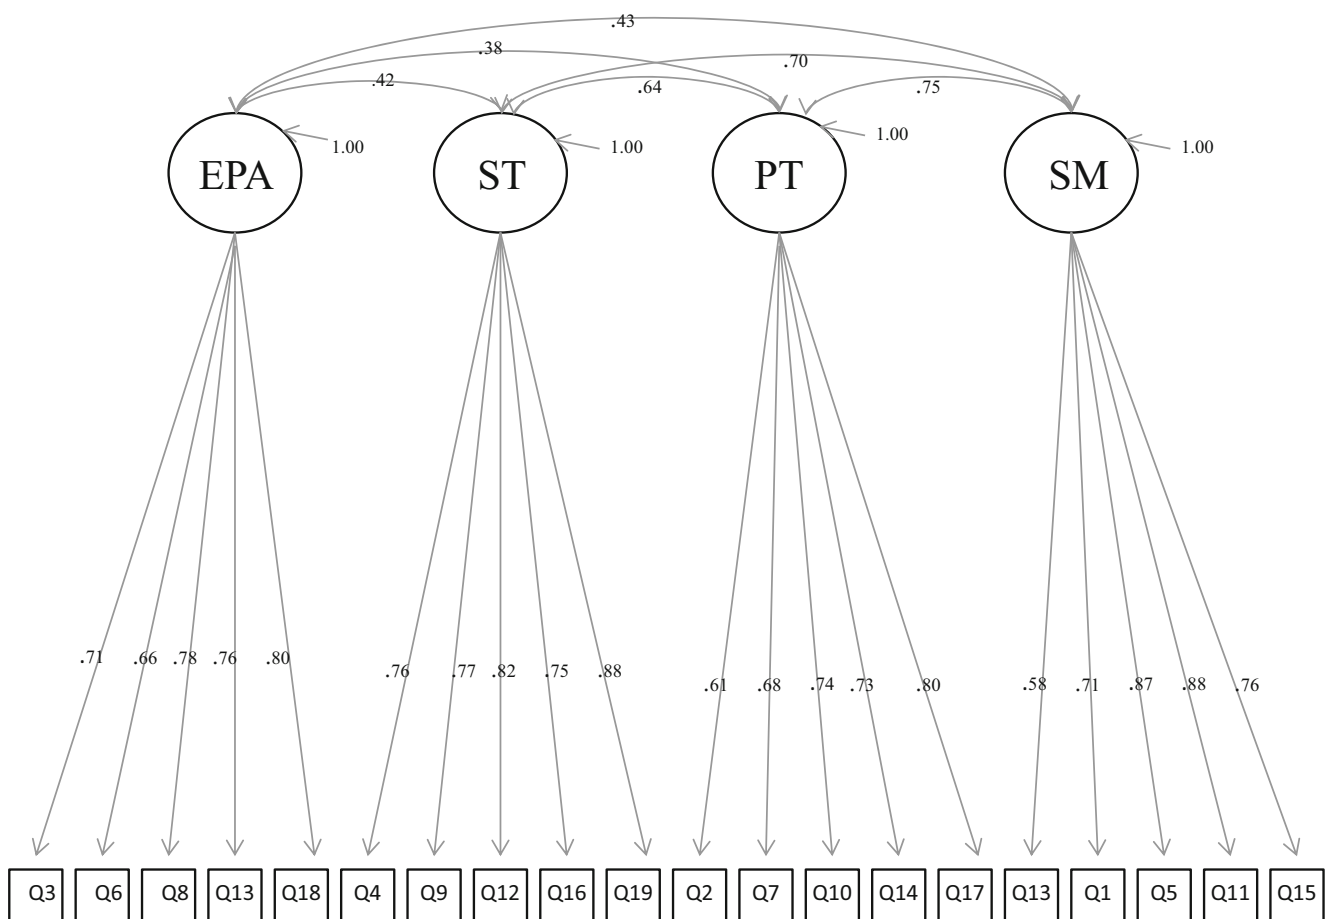 .43
.38
.70
.42
.64
.75
1.00
1.00
1.00
1.00
EPA
ST
PT
SM
.71 .66 .78 .76 .80
.76 .77 .82 .75 .88
.61 .68 .74 .73 .80
.58 .71 .87 .88 .76
Q3 Q6 Q8 Q13 Q18 Q4 Q9 Q12 Q16 Q19 Q2 Q7 Q10 Q14 Q17 Q13 Q1 Q5 Q11 Q15